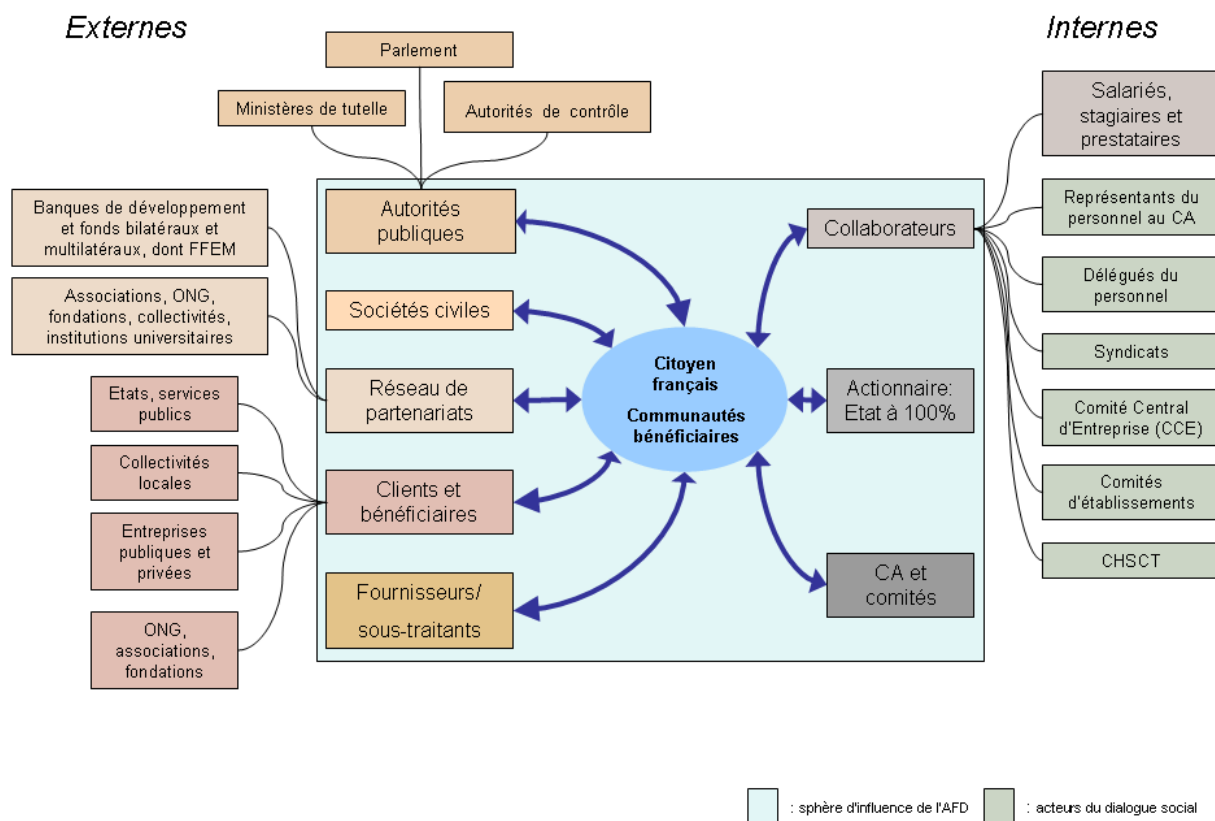 Externes
Internes
Parlement
Ministères de tutelle
Autorités de contrôle
Banques de développement
et fonds bilatéraux et
multilatéraux, dont FFEM
Associations, ONG,
fondations, collectivités,
institutions universitaires
Etats, services
publics
Collectivités
locales
Entreprises
publiques et
privées
ONG,
associations,
fondations
Autorités
publiques
Sociétés civiles
Réseau de
partenariats
Clients et
bénéficiaires
Fournisseurs/
sous-traitants
Citoyen
français
Communautés
bénéficiaires
Collaborateurs
Actionnaire:
Etat à 100%
CA et
comités
Salariés,
stagiaires et
prestataires
Représentants du
personnel au CA
Délégués du
personnel
Syndicats
Comité Central
d'Entreprise (CCE)
Comités
d'établissements
CHSCT
: sphère d'influence de l'AFD
: acteurs du dialogue social